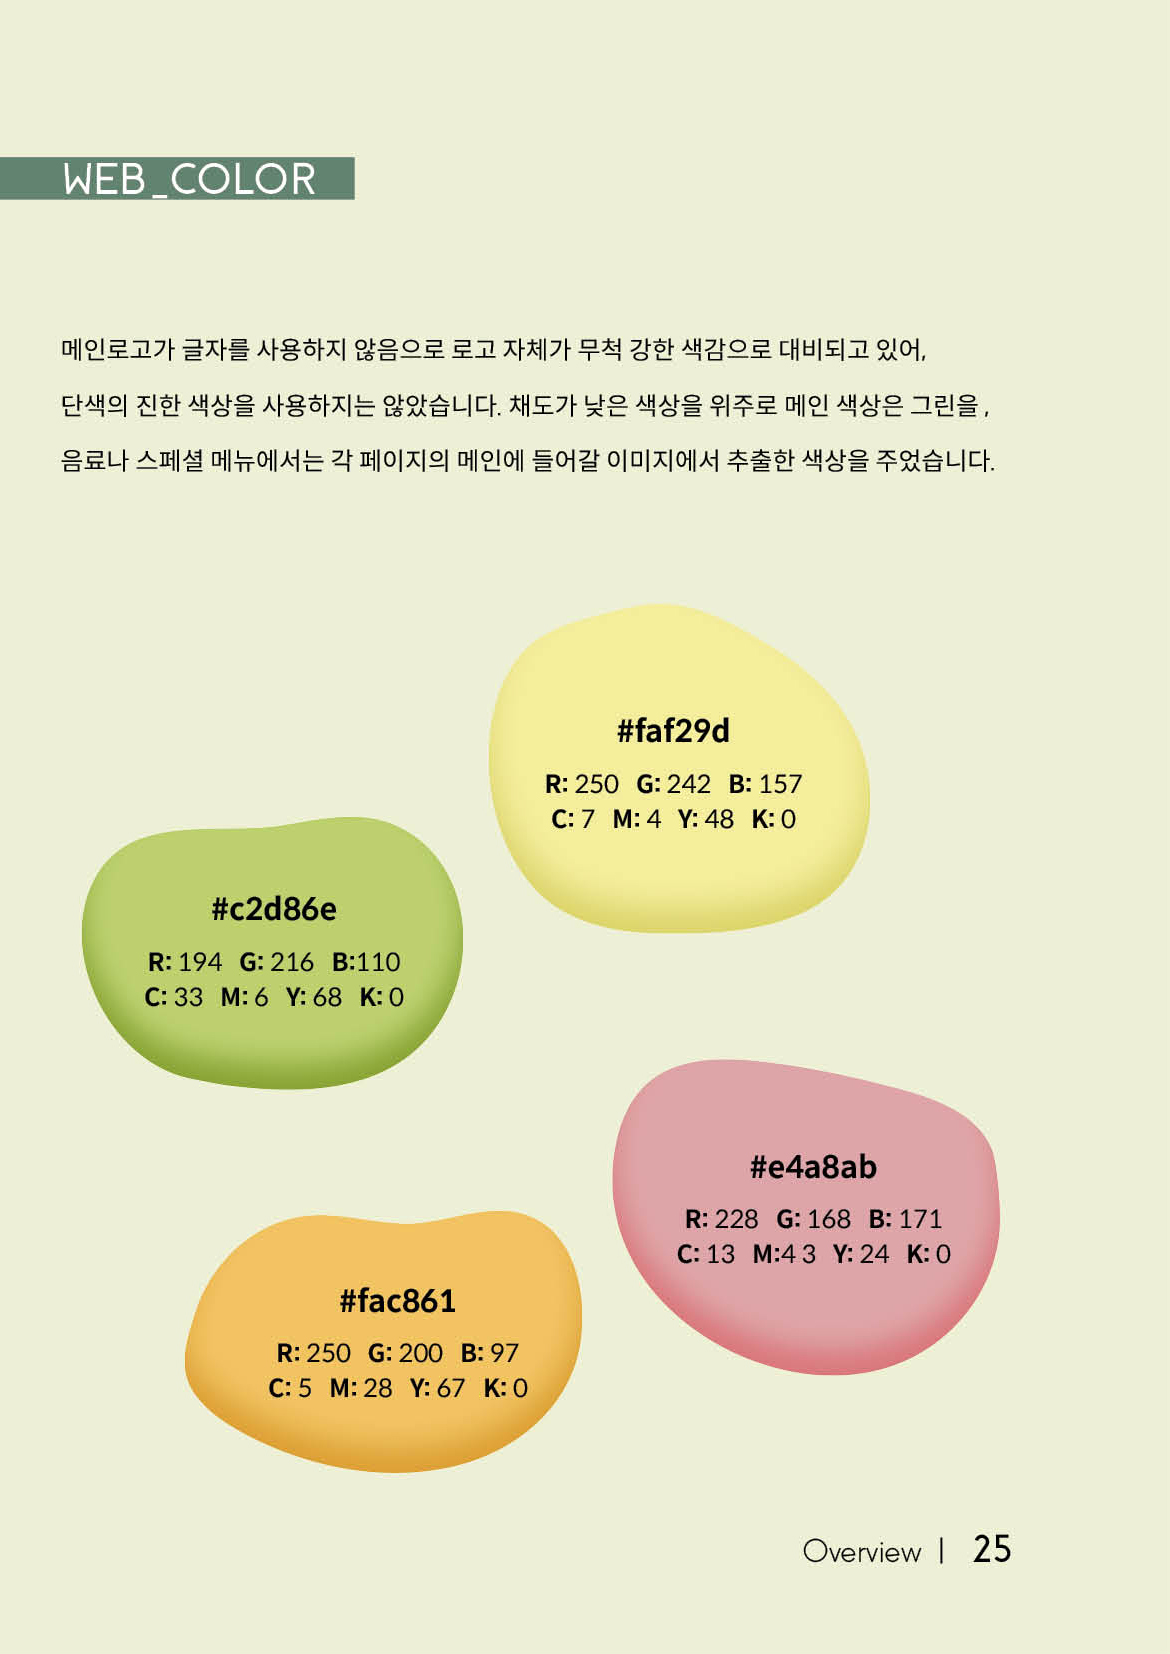 WEB_COLOR
메인로고가 글자를 사용하지 않음으로 로고 자체가 무척 강한 색감으로 대비되고 있어,
단색의 진한 색상을 사용하지는 않았습니다. 채도가 낮은 색상을 위주로 메인 색상은 그린을 ,
음료나 스페셜 메뉴에서는 각 페이지의 메인에 들어갈 이미지에서 추출한 색상을 주었습니다.
#faf29d
R: 250 G: 242 B: 157
C: 7 M: 4 Y: 48 K: 0
#c2d86e
R: 194 G: 216 B:110
C: 33 M: 6 Y: 68 K: 0
#e4a8ab
R: 228 G: 168 B: 171
C: 13 M:4 3 Y: 24 K: 0
#fac861
R: 250 G: 200 B: 97
C: 5 M: 28 Y: 67 K: 0
Overview | 25